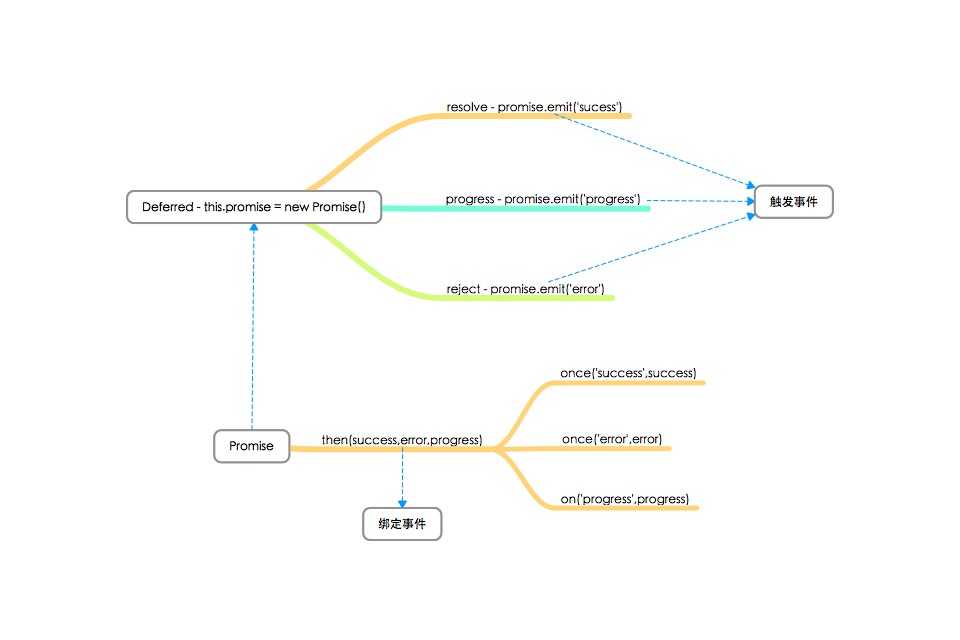 resolve - promise.emit('sucess')
Deferred - this.promise = new Promise()
progress - promise.emit('progress')
触发事件
reject - promise.emit('error')
once('success',success)
Promise
then(success,error,progress)
once('error',error)
on('progress',progress)
绑定事件